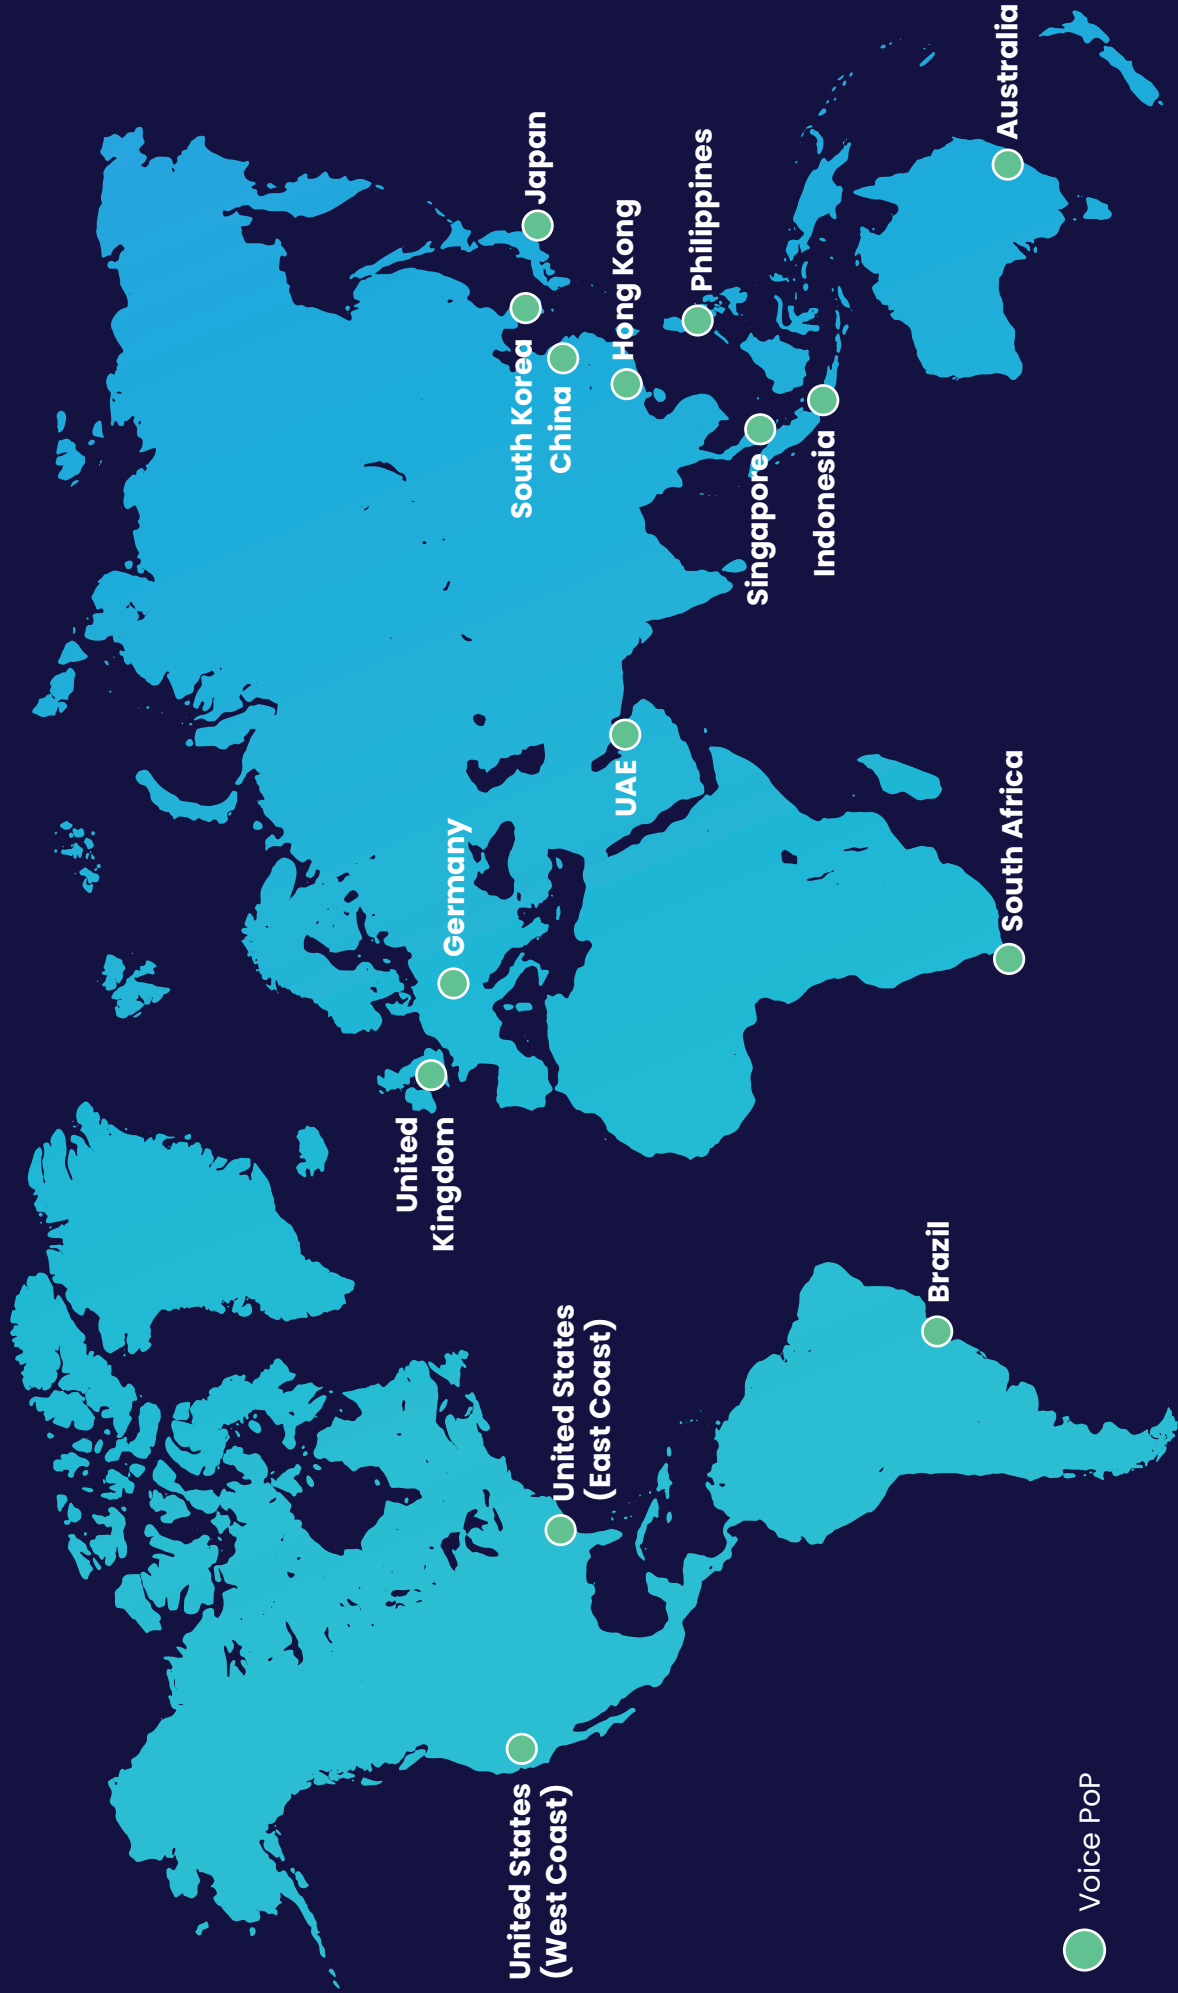 United
Kingdom
Germany
South Korea
Japan
United States
(West Coast)
United States
(East Coast)
China
UAE
Hong Kong
Philippines
Singapore
Indonesia
Brazil
South Africa
Australia
Voice PoP